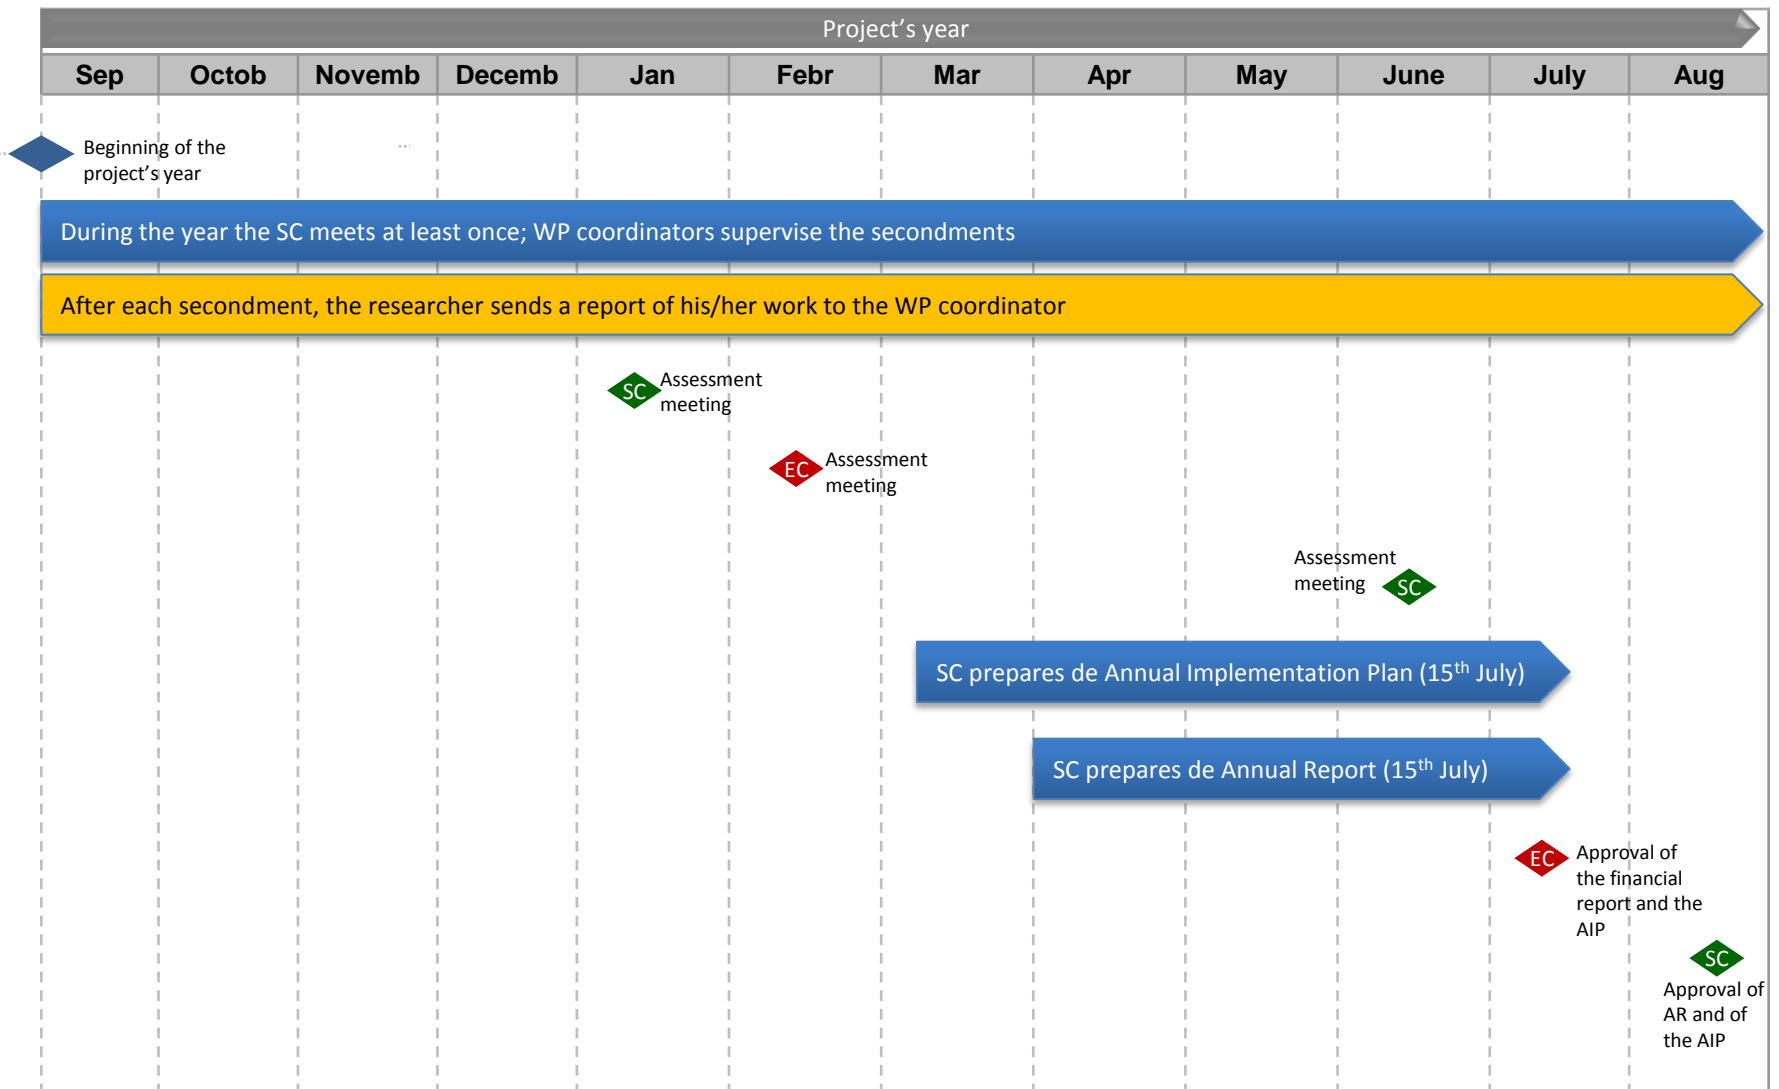 Project's year
Sep Octob Novemb Decemb Jan Febr Mar Apr May June July Aug
Beginning of the
project's year
...
During the year the SC meets at least once; WP coordinators supervise the secondments
After each secondment, the researcher sends a report of his/her work to the WP coordinator
SC
Assessment
meeting
EC
Assessment
meeting
Assessment
meeting
SC
SC prepares de Annual Implementation Plan (15th July)
SC prepares de Annual Report (15th July)
EC
Approval of
the financial
report and the
AIP
SC
Approval of
AR and of
the AIP